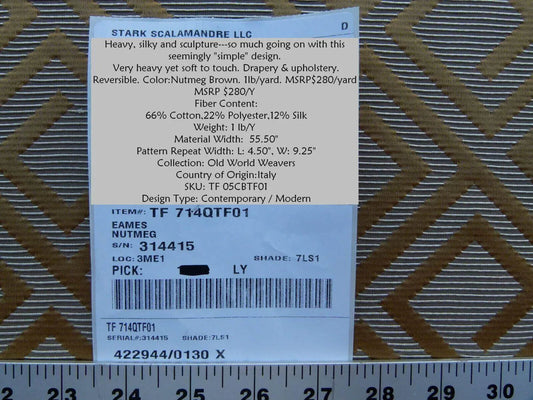 STARK SCALAMANDRE LLC D
Heavy, silky and sculpture---so much going on with this
seemingly "simple" design.
Very heavy yet soft to touch. Drapery & upholstery.
Reversible. Color:Nutmeg Brown. 1lb/yard. MSRP$280/yard
MSRP $280/Y
Fiber Content:
66% Cotton,22% Polyester,12% Silk
Weight: 1 lb/Y
Material Width: 55.50"
Pattern Repeat Width: L: 4.50", W: 9.25"
Collection: Old World Weavers
Country of Origin:Italy
SKU: TF 05CBTF01
Design Type: Contemporary / Modern
ITEM#: TF 714QTF01
EAMES
NUTMEG
S/N: 314415
LOC: 3ME1 SHADE: 7LS1
PICK: LY
TF 714QTF01
SERIAL#:314415 SHADE:7LS1
422944/0130 X
22 23 24 25 26 27 28 29 30